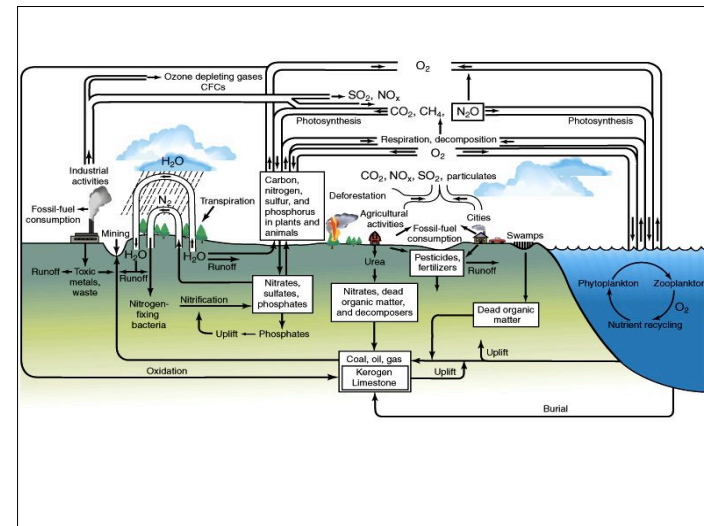 O₂
Ozone depleting gases
CFCs
SO₂, NOₓ
CO₂, CH₄, N₂O
Photosynthesis
Photosynthesis
Respiration, decomposition
O₂
Industrial
activities
H₂O
Carbon,
nitrogen,
sulfur, and
phosphorus
in plants and
animals
CO₂, NOₓ, SO₂, particulates
Deforestation
Transpiration
Fossil-fuel
consumption
N₂
Agricultural
activities
Cities
Mining
Fossil-fuel
consumption
Swamps
H₂O
H₂O
Runoff
Urea
Pesticides,
fertilizers
Runoff
Runoff
Toxic
metals,
waste
Runoff
Nitrates,
sulfates,
phosphates
Nitrates, dead
organic matter,
and decomposers
Phytoplankton
Zooplankton
O₂
Nutrient recycling
Nitrogen-
fixing
bacteria
Nitrification
Dead organic
matter
Uplift
Phosphates
Coal, oil, gas
Kerogen
Limestone
Uplift
Uplift
Oxidation
Burial